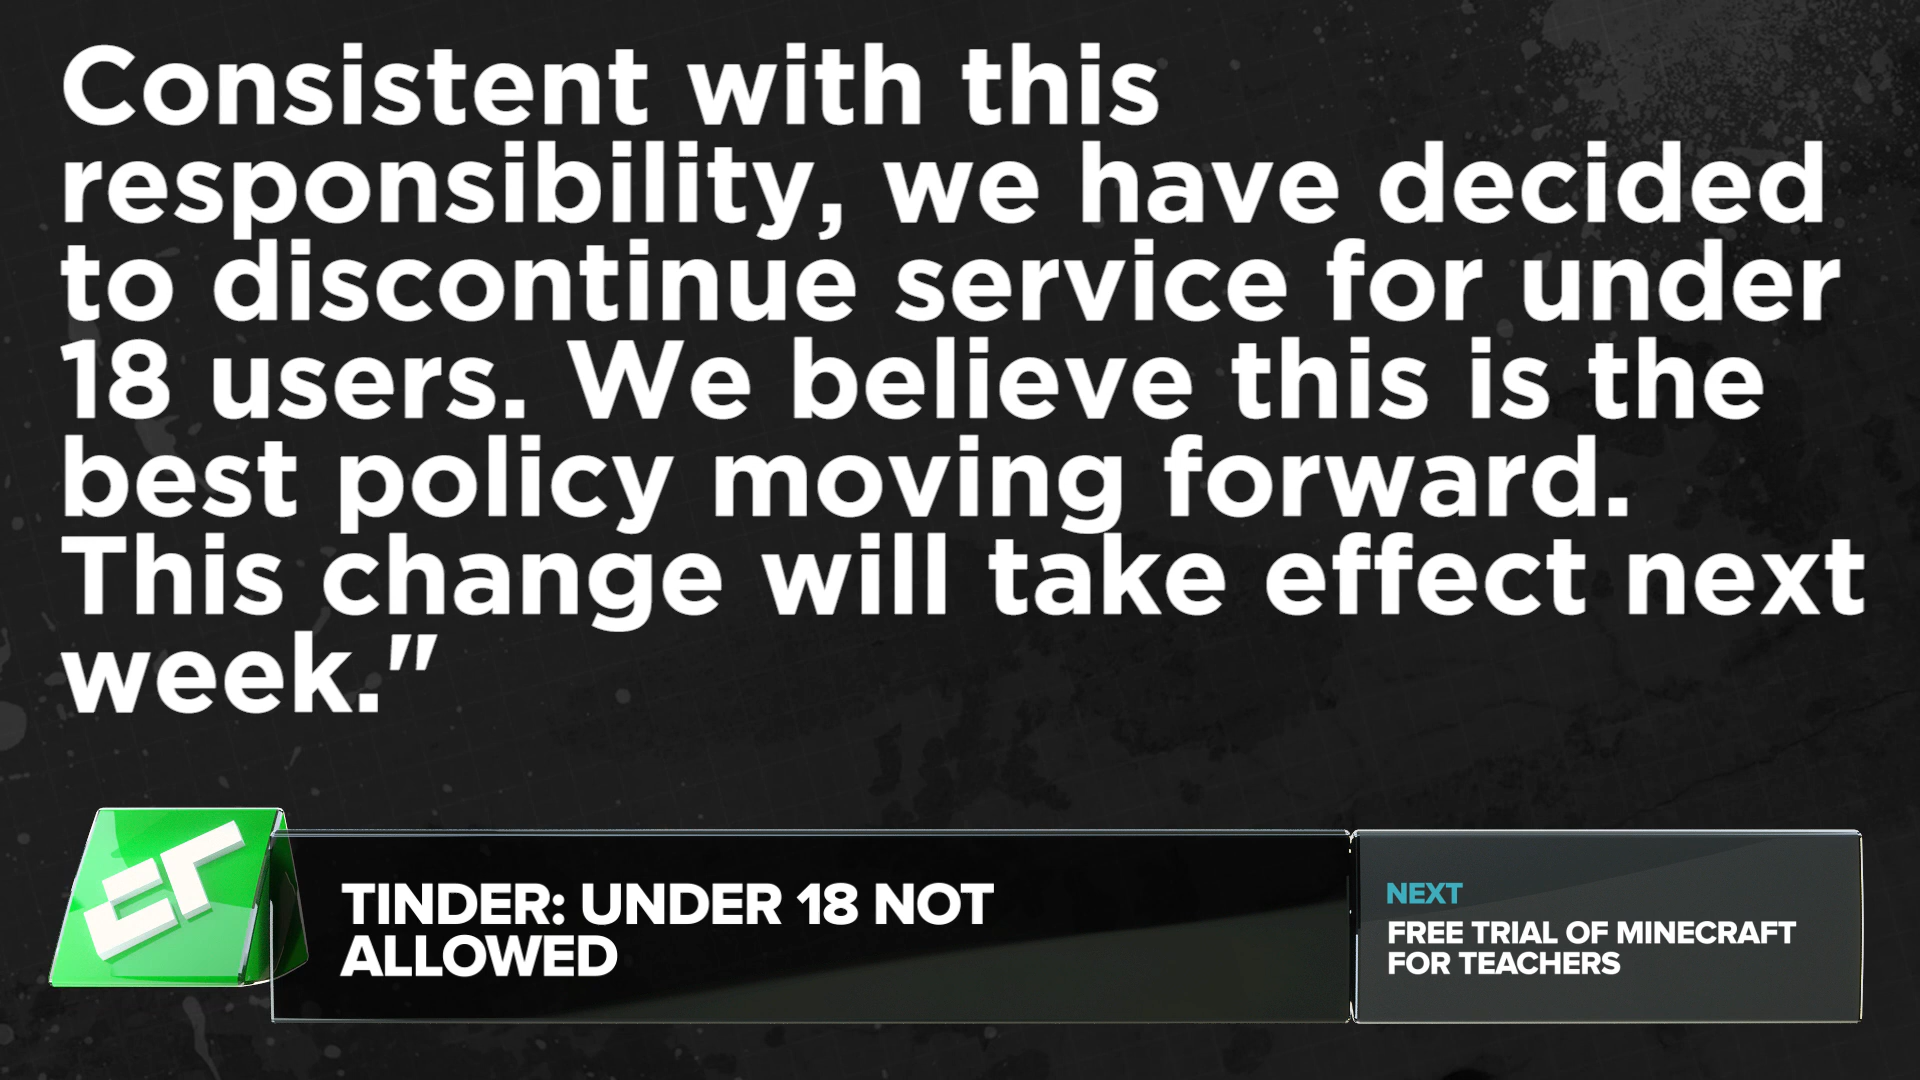 Consistent with this
responsibility, we have decided
to discontinue service for under
18 users. We believe this is the
best policy moving forward.
This change will take effect next
week."
TINDER: UNDER 18 NOT
ALLOWED
NEXT
FREE TRIAL OF MINECRAFT
FOR TEACHERS